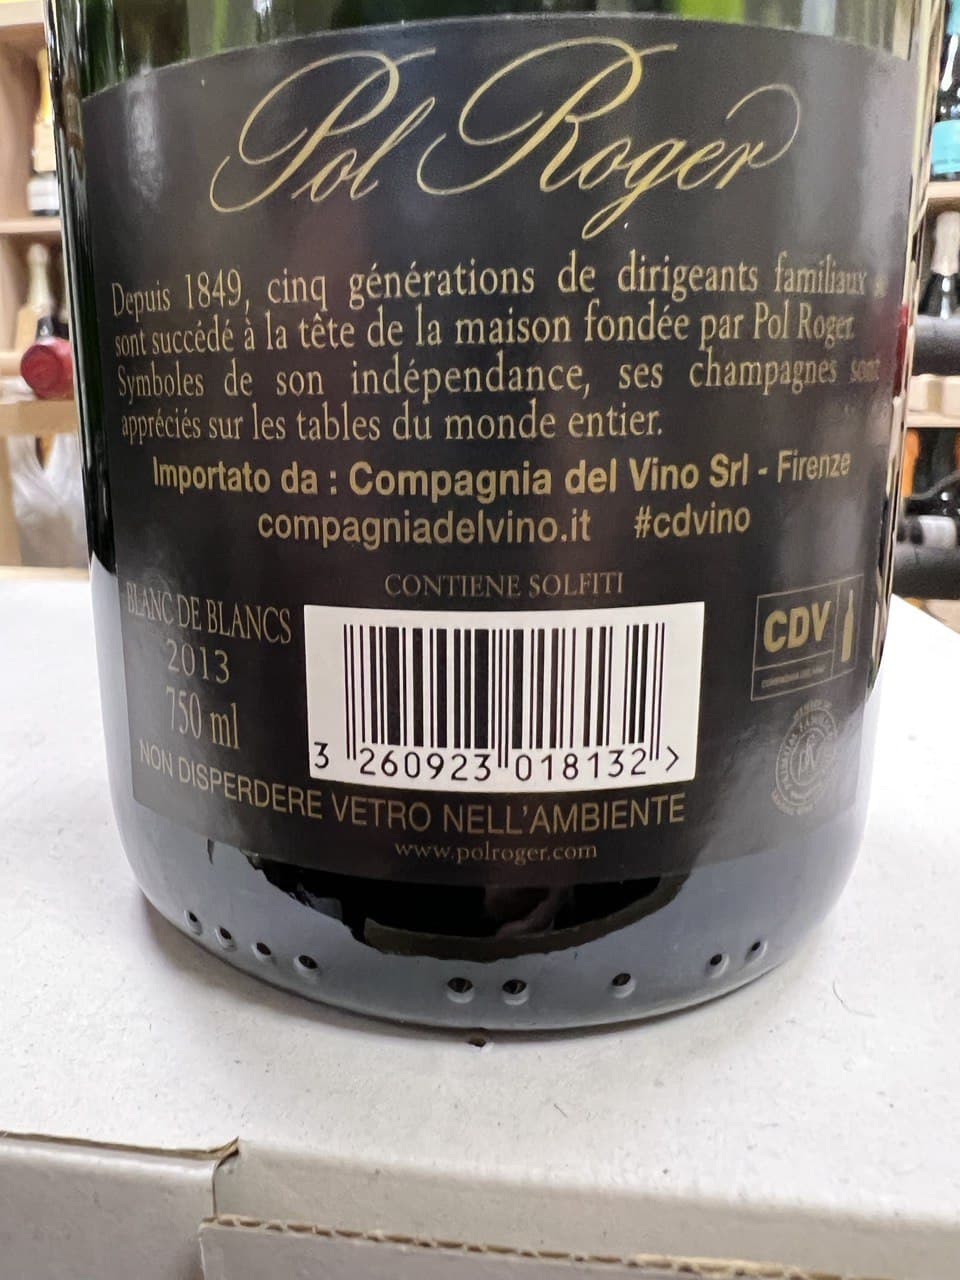 Pol Roger
Depuis 1849, cinq générations de dirigeants familiaux
sont succédé à la tête de la maison fondée par Pol Roger.
Symboles de son indépendance, ses champagnes sont
appréciés sur les tables du monde entier.
Importato da : Compagnia del Vino Srl - Firenze
compagniadelvino.it #cdvino
CONTIENE SOLFITI
BLANC DE BLANCS
2013
750 ml
3 260923 018132 >
CDV
NON DISPERDERE VETRO NELL'AMBIENTE
www.polroger.com